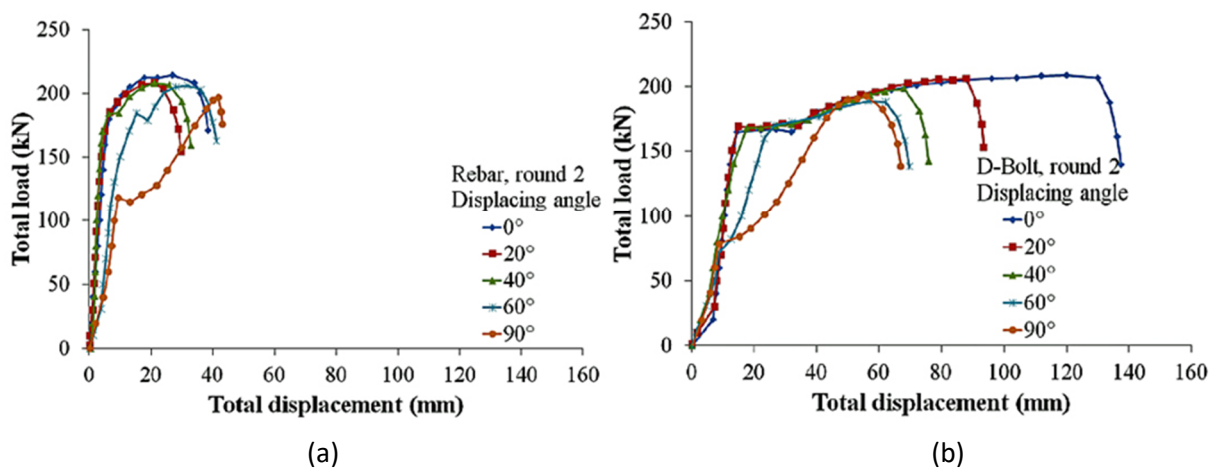 250
200
150
100
50
0
Total load (kN)
Rebar, round 2
Displacing angle
0°
20°
40°
60°
90°
0 20 40 60 80 100 120 140 160
Total displacement (mm)
(a)
250
200
150
100
50
0
Total load (kN)
D-Bolt, round 2
Displacing angle
0°
20°
40°
60°
90°
0 20 40 60 80 100 120 140 160
Total displacement (mm)
(b)